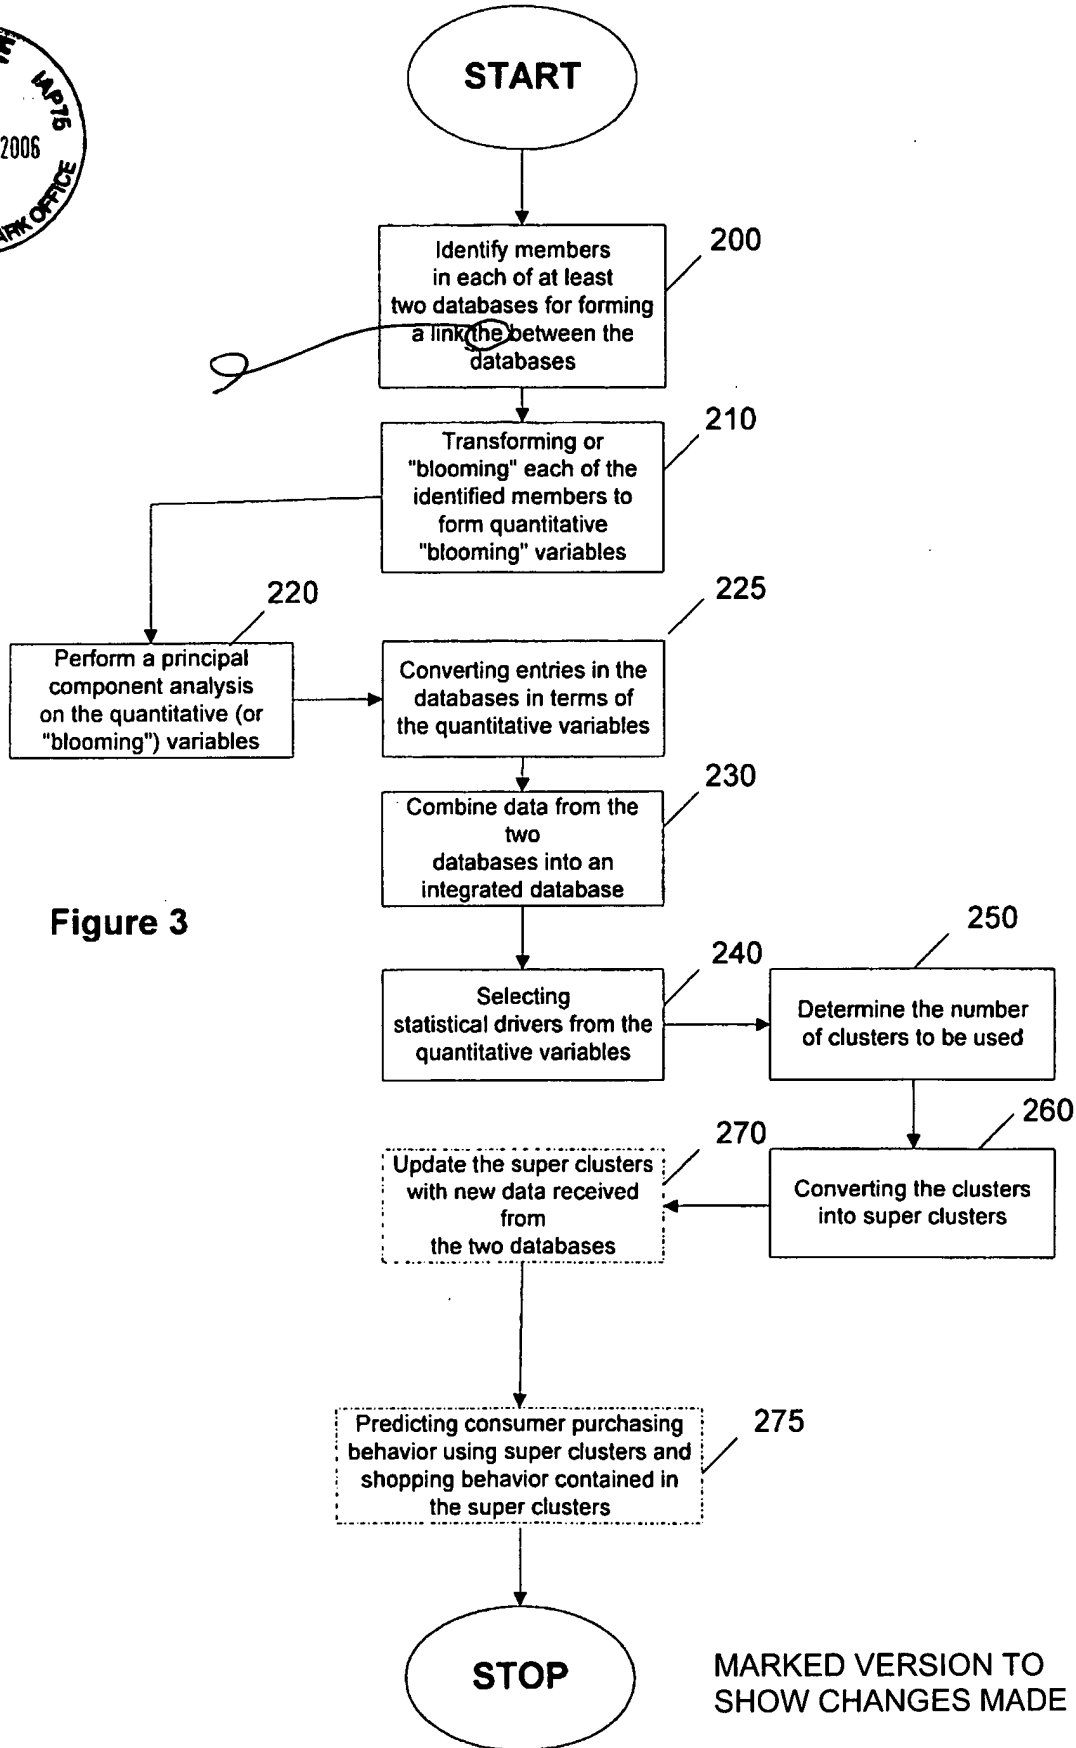 IAP75
2006
ARK OFFICE
START
200
Identify members
in each of at least
two databases for forming
a link the between the
databases
210
Transforming or
"blooming" each of the
identified members to
form quantitative
"blooming" variables
220
Perform a principal
component analysis
on the quantitative (or
"blooming") variables
225
Converting entries in the
databases in terms of
the quantitative variables
230
Combine data from the
two
databases into an
integrated database
Figure 3
240
Selecting
statistical drivers from the
quantitative variables
250
Determine the number
of clusters to be used
260
Converting the clusters
into super clusters
270
Update the super clusters
with new data received
from
the two databases
275
Predicting consumer purchasing
behavior using super clusters and
shopping behavior contained in
the super clusters
STOP
MARKED VERSION TO
SHOW CHANGES MADE